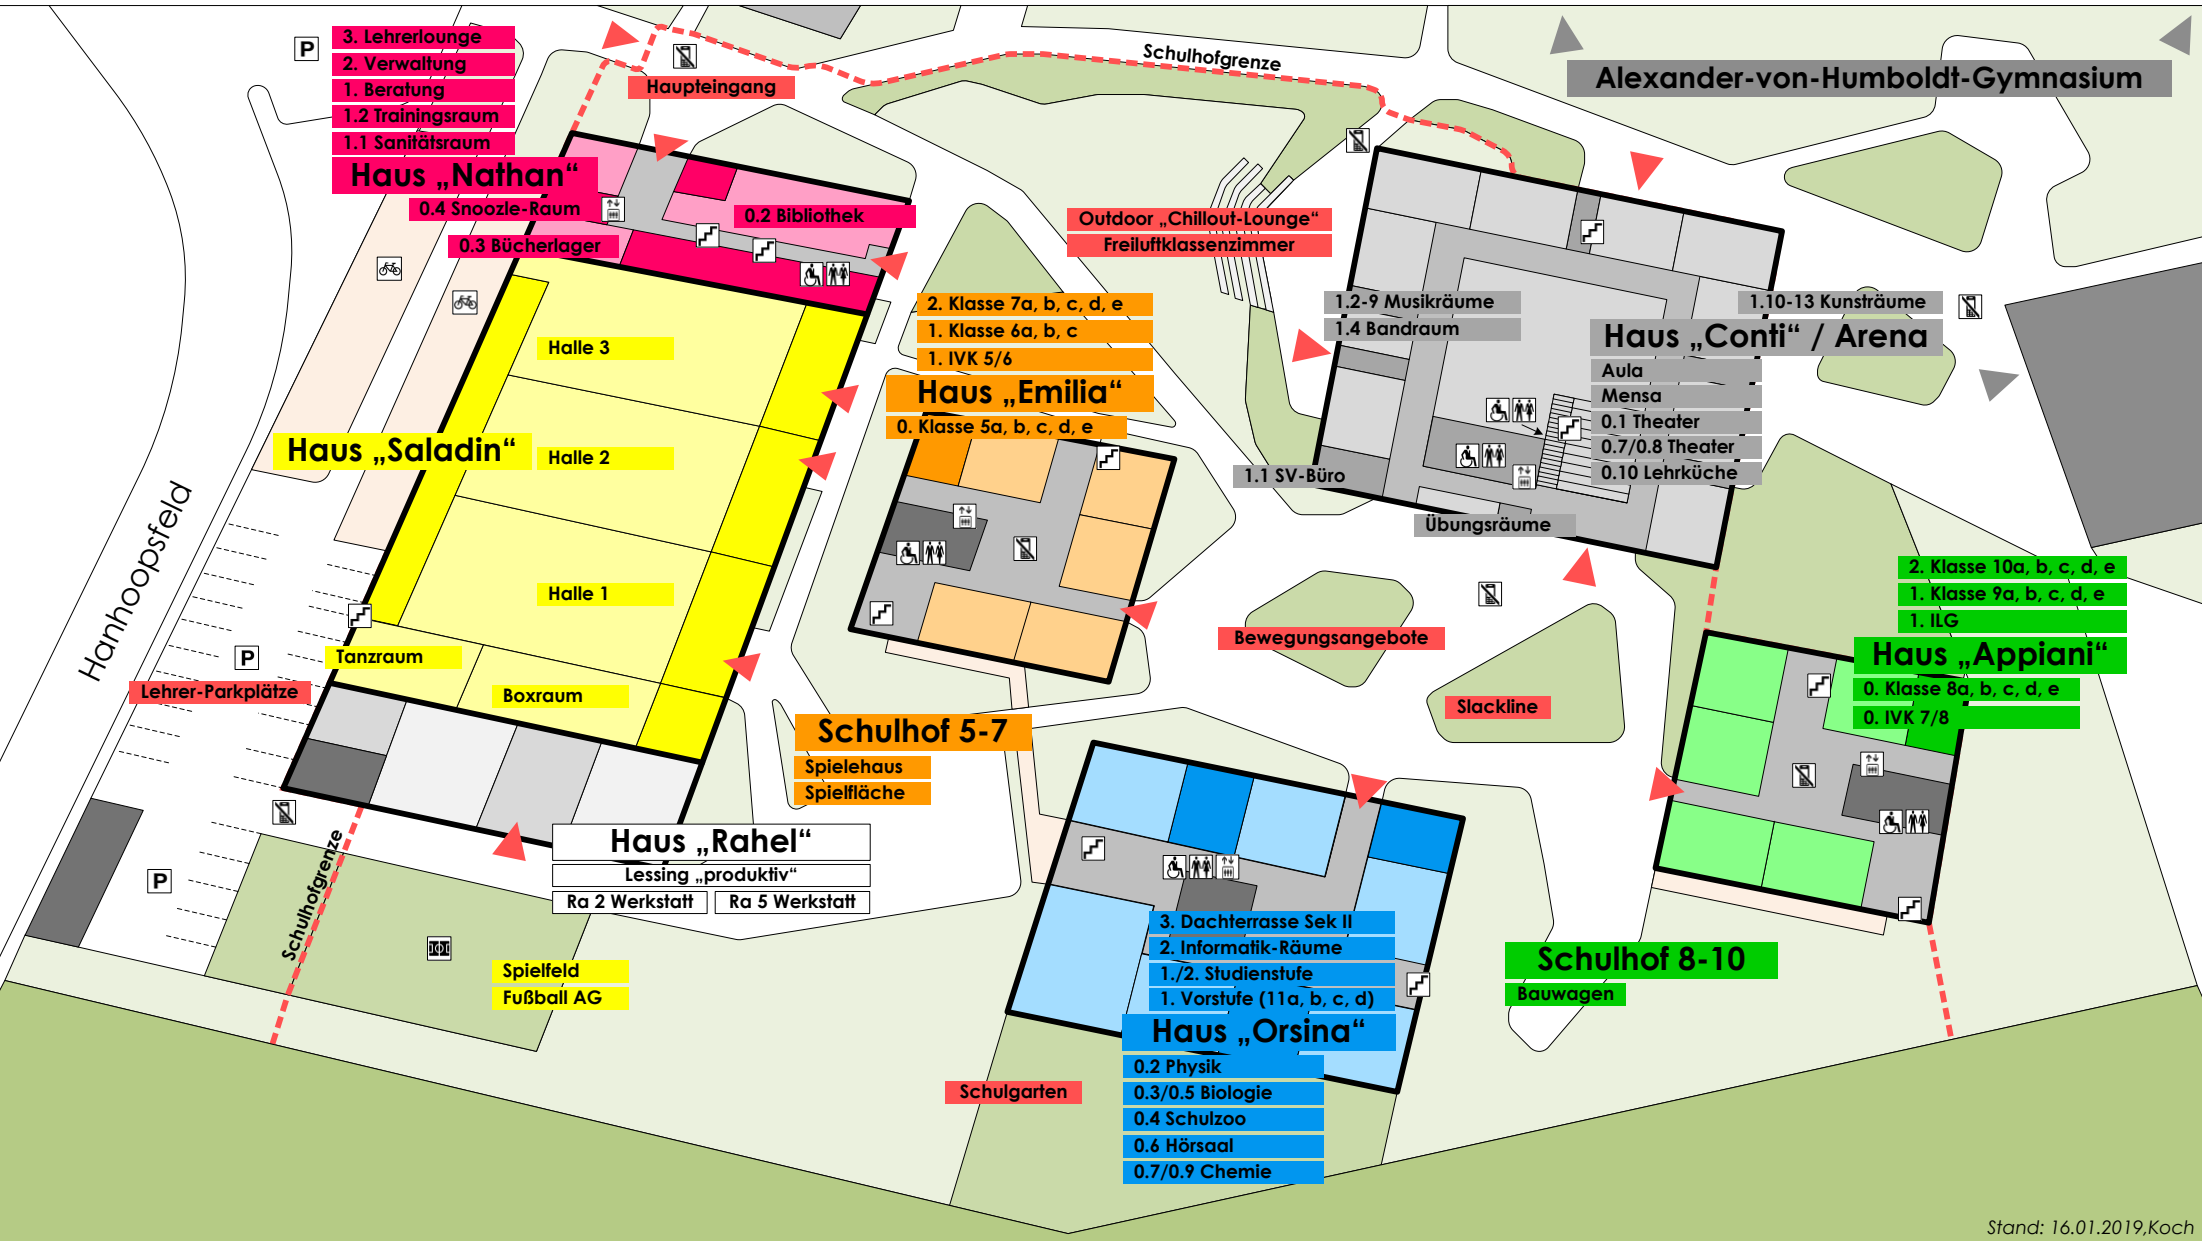 3. Lehrerlounge
2. Verwaltung
1. Beratung
1.2 Trainingsraum
1.1 Sanitätsraum
Haus „Nathan“
0.4 Snoozle-Raum
0.3 Bücherlager
0.2 Bibliothek
P
Haupteingang
Schulhofgrenze
Alexander-von-Humboldt-Gymnasium
Outdoor „Chillout-Lounge“
Freiluftklassenzimmer
1.2-9 Musikräume
1.4 Bandraum
1.10-13 Kunsträume
Haus „Conti“ / Arena
Aula
Mensa
0.1 Theater
0.7/0.8 Theater
0.10 Lehrküche
1.1 SV-Büro
Übungsräume
2. Klasse 7a, b, c, d, e
1. Klasse 6a, b, c
1. IVK 5/6
Haus „Emilia“
0. Klasse 5a, b, c, d, e
Haus „Saladin“
Halle 3
Halle 2
Halle 1
Tanzraum
Boxraum
Hanhoopsfeld
P
Lehrer-Parkplätze
Bewegungsangebote
Slackline
2. Klasse 10a, b, c, d, e
1. Klasse 9a, b, c, d, e
1. ILG
Haus „Appiani“
0. Klasse 8a, b, c, d, e
0. IVK 7/8
Schulhof 5-7
Spielehaus
Spielfläche
Haus „Rahel“
Lessing „produktiv“
Ra 2 Werkstatt
Ra 5 Werkstatt
P
Schulhofgrenze
Spielfeld
Fußball AG
3. Dachterrasse Sek II
2. Informatik-Räume
1./2. Studienstufe
1. Vorstufe (11a, b, c, d)
Haus „Orsina“
0.2 Physik
0.3/0.5 Biologie
0.4 Schulzoo
0.6 Hörsaal
0.7/0.9 Chemie
Schulgarten
Schulhof 8-10
Bauwagen
Stand: 16.01.2019,Koch